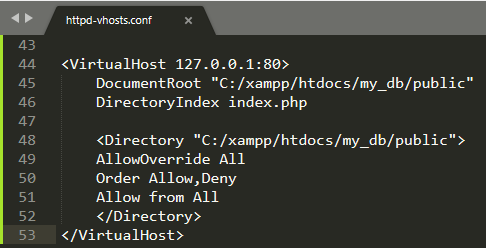 httpd-vhosts.conf ×
43
44 <VirtualHost 127.0.0.1:80>
45     DocumentRoot "C:/xampp/htdocs/my_db/public"
46     DirectoryIndex index.php
47
48     <Directory "C:/xampp/htdocs/my_db/public">
49     AllowOverride All
50     Order Allow,Deny
51     Allow from All
52     </Directory>
53 </VirtualHost>